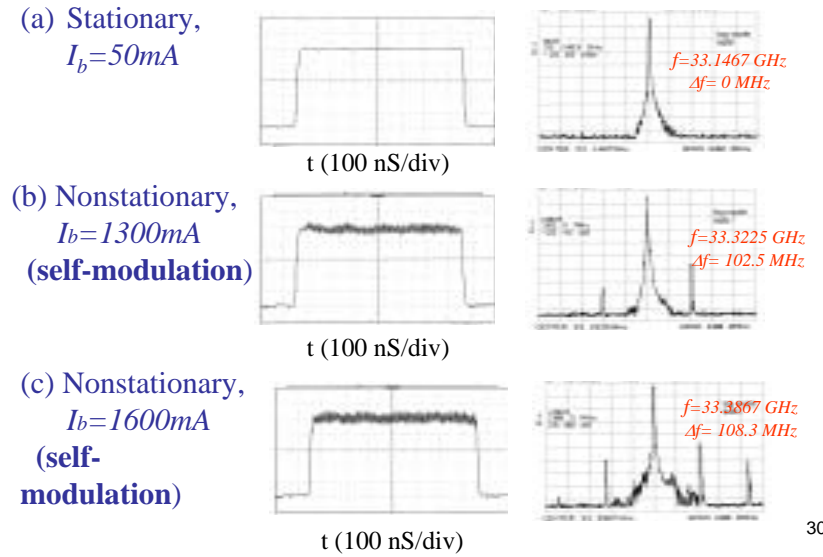 (a) Stationary,
I_b=50mA
f=33.1467 GHz
Δf= 0 MHz
t (100 nS/div)
(b) Nonstationary,
Ib=1300mA
(self-modulation)
f=33.3225 GHz
Δf= 102.5 MHz
t (100 nS/div)
(c) Nonstationary,
Ib=1600mA
(self-
modulation)
f=33.3867 GHz
Δf= 108.3 MHz
t (100 nS/div)
30